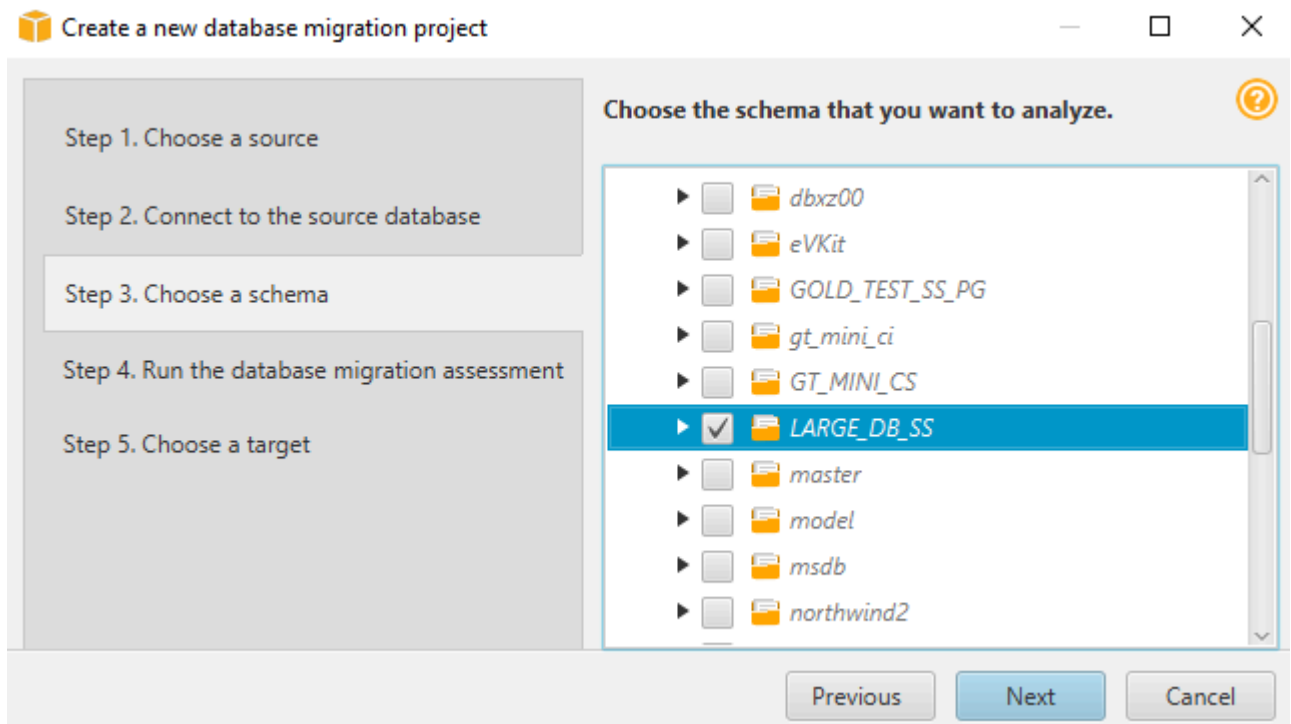 Create a new database migration project
Step 1. Choose a source
Step 2. Connect to the source database
Step 3. Choose a schema
Step 4. Run the database migration assessment
Step 5. Choose a target
Choose the schema that you want to analyze.
dbxz00
eVKit
GOLD_TEST_SS_PG
gt_mini_ci
GT_MINI_CS
LARGE_DB_SS
master
model
msdb
northwind2
Previous
Next
Cancel